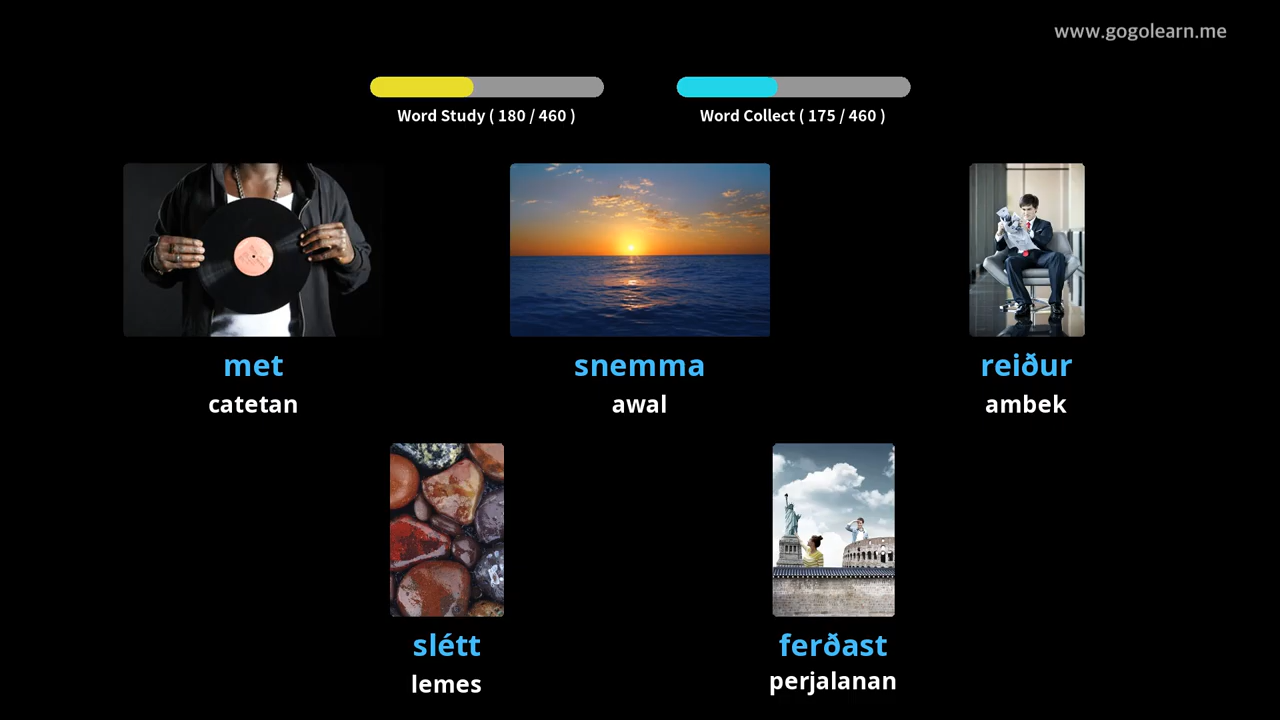 www.gogolearn.me
Word Study ( 180 / 460 )
Word Collect ( 175 / 460 )
met
catetan
snemma
awal
reiður
ambek
slétt
lemes
ferðast
perjalanan